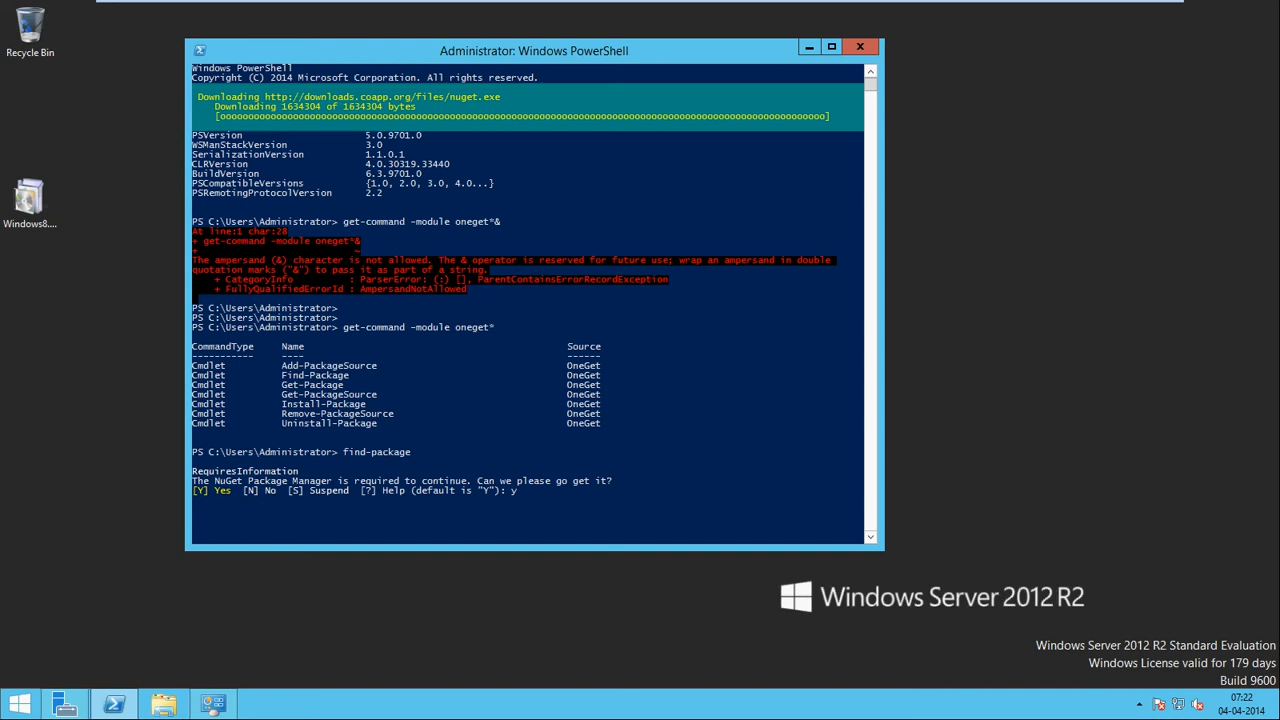 Recycle Bin
Windows8....
Administrator: Windows PowerShell
Windows PowerShell
Copyright (C) 2014 Microsoft Corporation. All rights reserved.
Downloading http://downloads.coapp.org/files/nuget.exe
Downloading 1634304 of 1634304 bytes
[oooooooooooooooooooooooooooooooooooooooooooooooooooooooooooooooooooooooooooooooooooooooooooooooooooooooooooo]
PSVersion 5.0.9701.0
WSManStackVersion 3.0
SerializationVersion 1.1.0.1
CLRVersion 4.0.30319.33440
BuildVersion 6.3.9701.0
PSCompatibleVersions {1.0, 2.0, 3.0, 4.0...}
PSRemotingProtocolVersion 2.2
PS C:\Users\Administrator> get-command -module oneget*&
At line:1 char:28
+ get-command -module oneget*&
+ ~
The ampersand (&) character is not allowed. The & operator is reserved for future use; wrap an ampersand in double
quotation marks ("&") to pass it as part of a string.
+ CategoryInfo : ParserError: (:) [], ParentContainsErrorRecordException
+ FullyQualifiedErrorId : AmpersandNotAllowed
PS C:\Users\Administrator>
PS C:\Users\Administrator>
PS C:\Users\Administrator> get-command -module oneget*
CommandType Name Source
----------- ---- ------
Cmdlet Add-PackageSource OneGet
Cmdlet Find-Package OneGet
Cmdlet Get-Package OneGet
Cmdlet Get-PackageSource OneGet
Cmdlet Install-Package OneGet
Cmdlet Remove-PackageSource OneGet
Cmdlet Uninstall-Package OneGet
PS C:\Users\Administrator> find-package
RequiresInformation
The NuGet Package Manager is required to continue. Can we please go get it?
[Y] Yes [N] No [S] Suspend [?] Help (default is "Y"): y
Windows Server 2012 R2
Windows Server 2012 R2 Standard Evaluation
Windows License valid for 179 days
Build 9600
07:22
04-04-2014